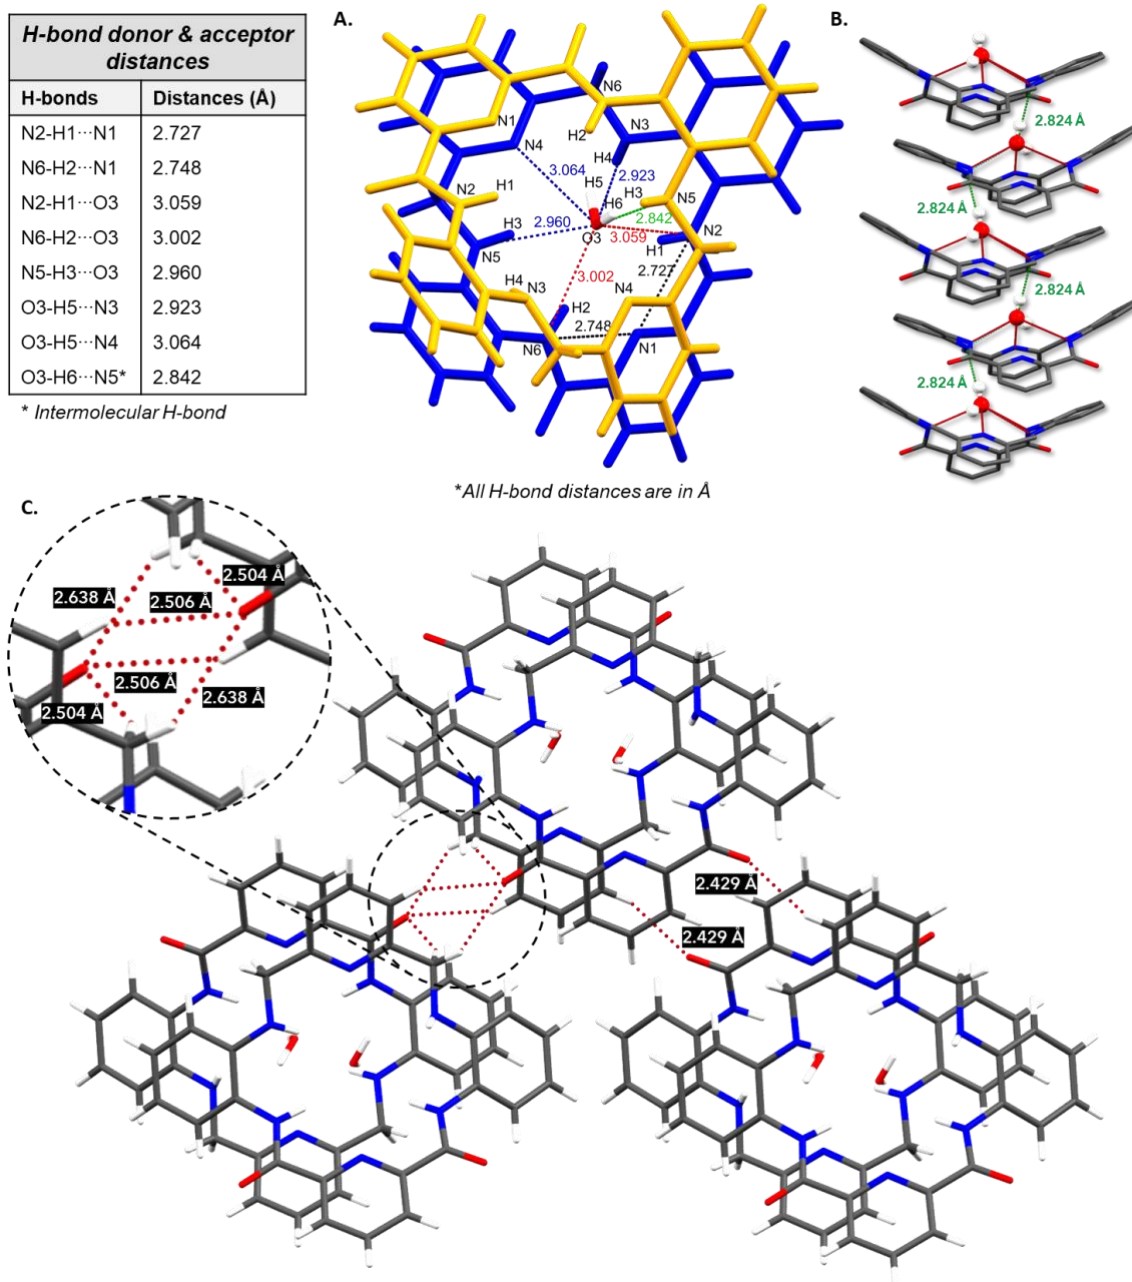 H-bond donor & acceptor
distances
H-bonds Distances (Å)
N2-H1···N1 2.727
N6-H2···N1 2.748
N2-H1···O3 3.059
N6-H2···O3 3.002
N5-H3···O3 2.960
O3-H5···N3 2.923
O3-H5···N4 3.064
O3-H6···N5* 2.842
* Intermolecular H-bond
A.
N6
N1
H2
N3
N4
H4
3.064
2.923
H5
H3
N2
H1
H6
N5
H3
2.960
2.842
N2
O3
3.059
H1
N5
2.727
3.002
H4
N3
N4
H2
2.748
N6
N1
*All H-bond distances are in Å
B.
2.824 Å
2.824 Å
2.824 Å
2.824 Å
C.
2.504 Å
2.638 Å
2.506 Å
2.506 Å
2.638 Å
2.504 Å
2.429 Å
2.429 Å